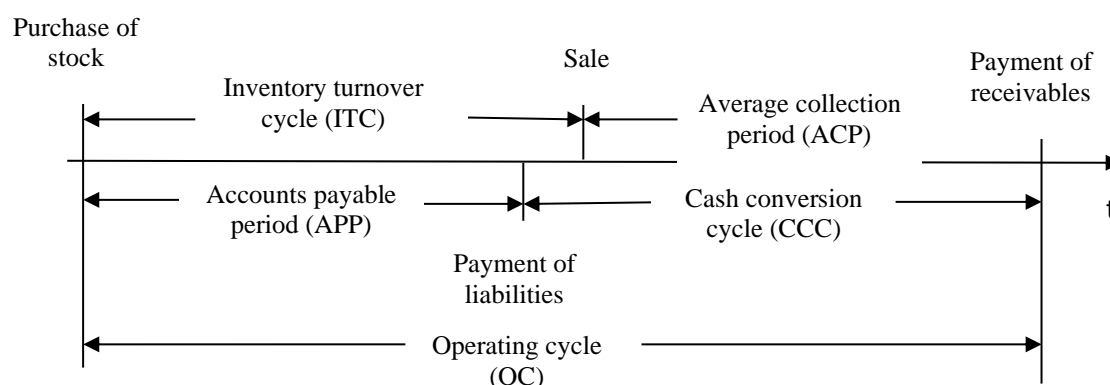 Purchase of
stock
Sale
Payment of
receivables
Inventory turnover
cycle (ITC)
Average collection
period (ACP)
Accounts payable
period (APP)
Cash conversion
cycle (CCC)
t
Payment of
liabilities
Operating cycle
(OC)